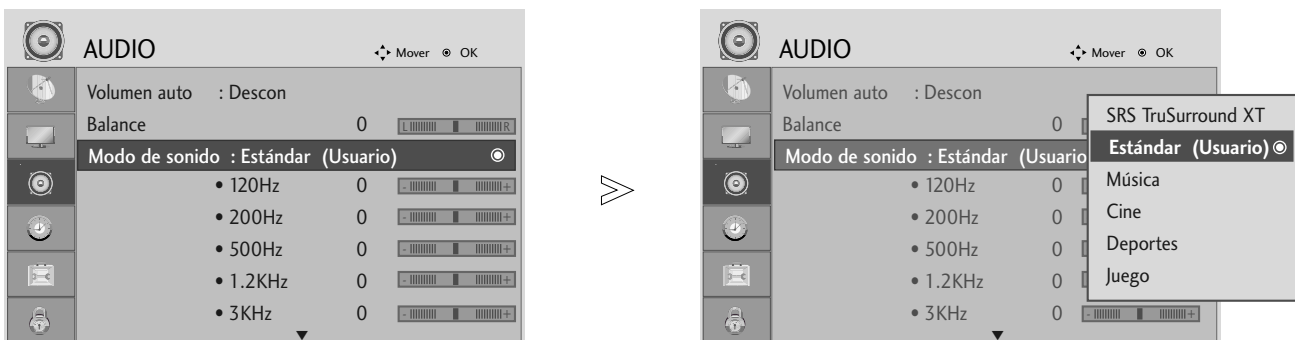 AUDIO Mover OK
Volumen auto : Descon
Balance 0 L R
Modo de sonido : Estándar (Usuario)
• 120Hz 0 - +
• 200Hz 0 - +
• 500Hz 0 - +
• 1.2KHz 0 - +
• 3KHz 0 - +
AUDIO Mover OK
Volumen auto : Descon
Balance 0
Modo de sonido : Estándar (Usuario
• 120Hz 0
• 200Hz 0
• 500Hz 0
• 1.2KHz 0
• 3KHz 0 - +
SRS TruSurround XT
Estándar (Usuario)
Música
Cine
Deportes
Juego